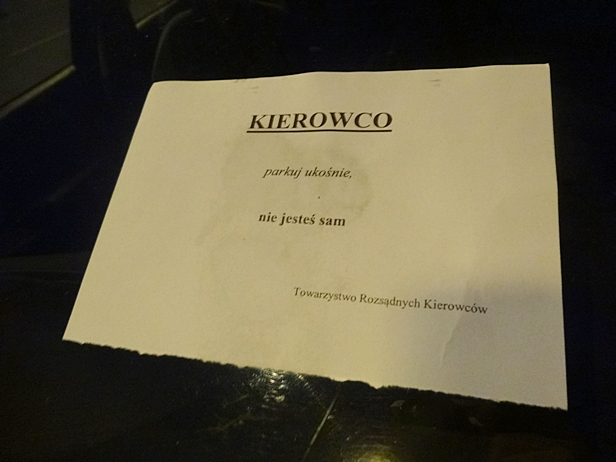 KIEROWCO
parkuj ukośnie,
nie jesteś sam
Towarzystwo Rozsądnych Kierowców